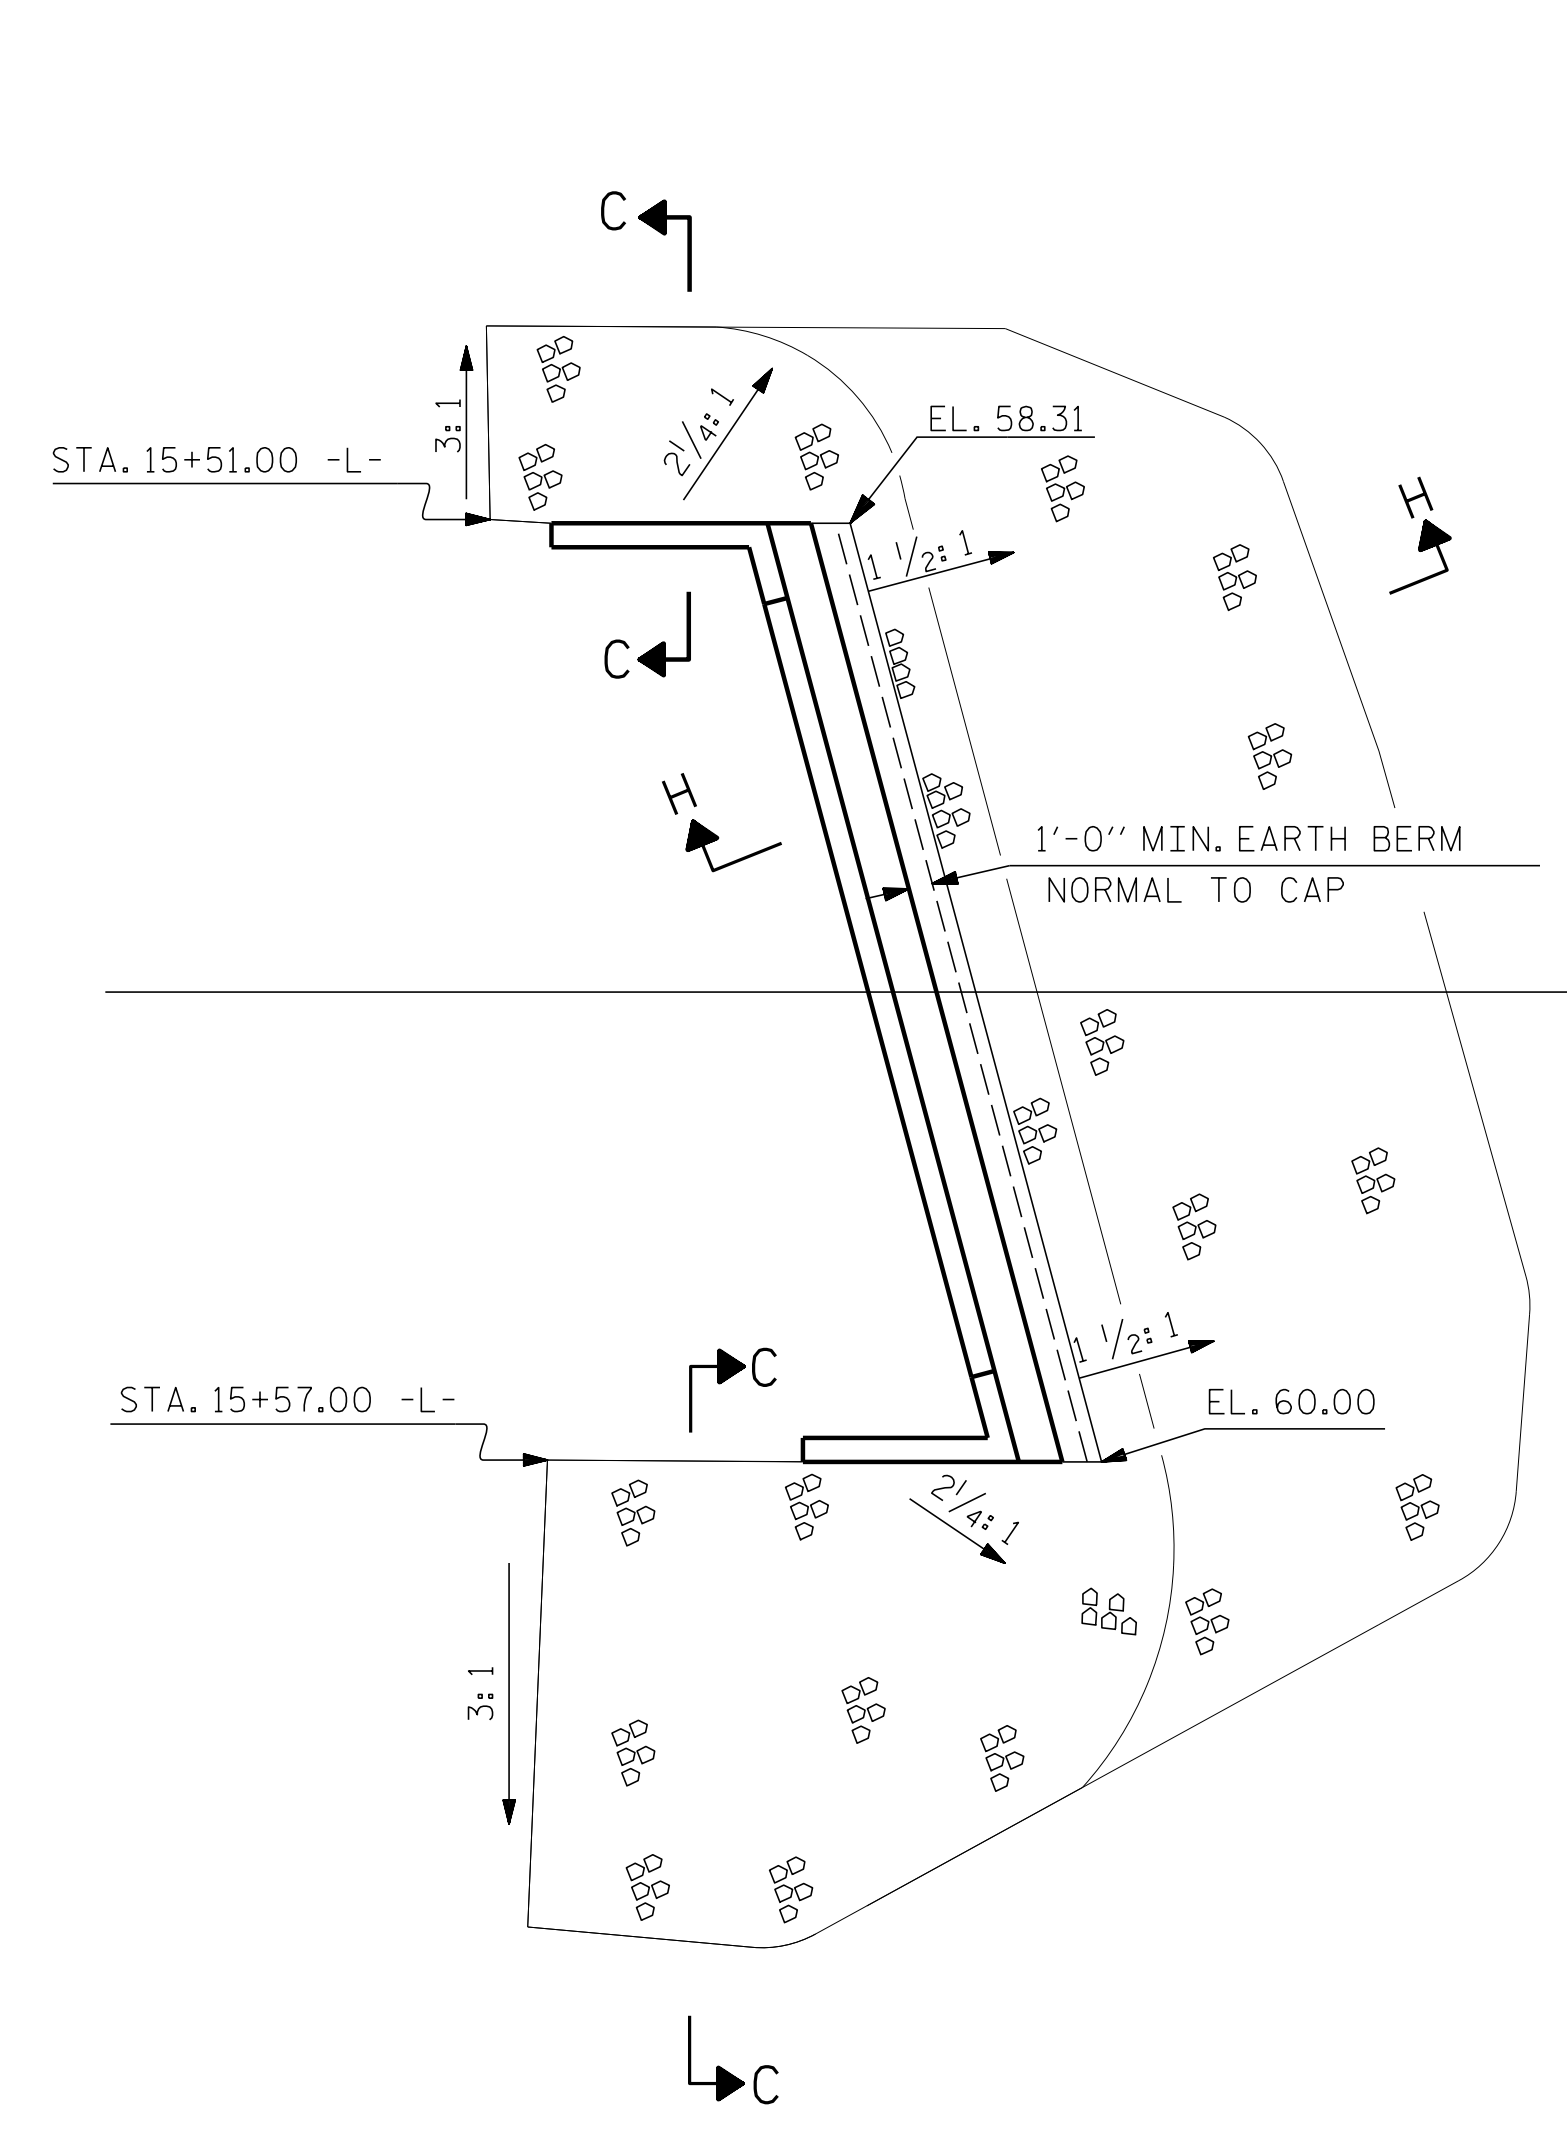 C
3:1
2 1/4:1
EL. 58.31
STA. 15+51.00 -L-
H
1 1/2:1
C
H
1'-0" MIN. EARTH BERM
NORMAL TO CAP
1 1/2:1
C
STA. 15+57.00 -L-
EL. 60.00
2 1/4:1
3:1
C